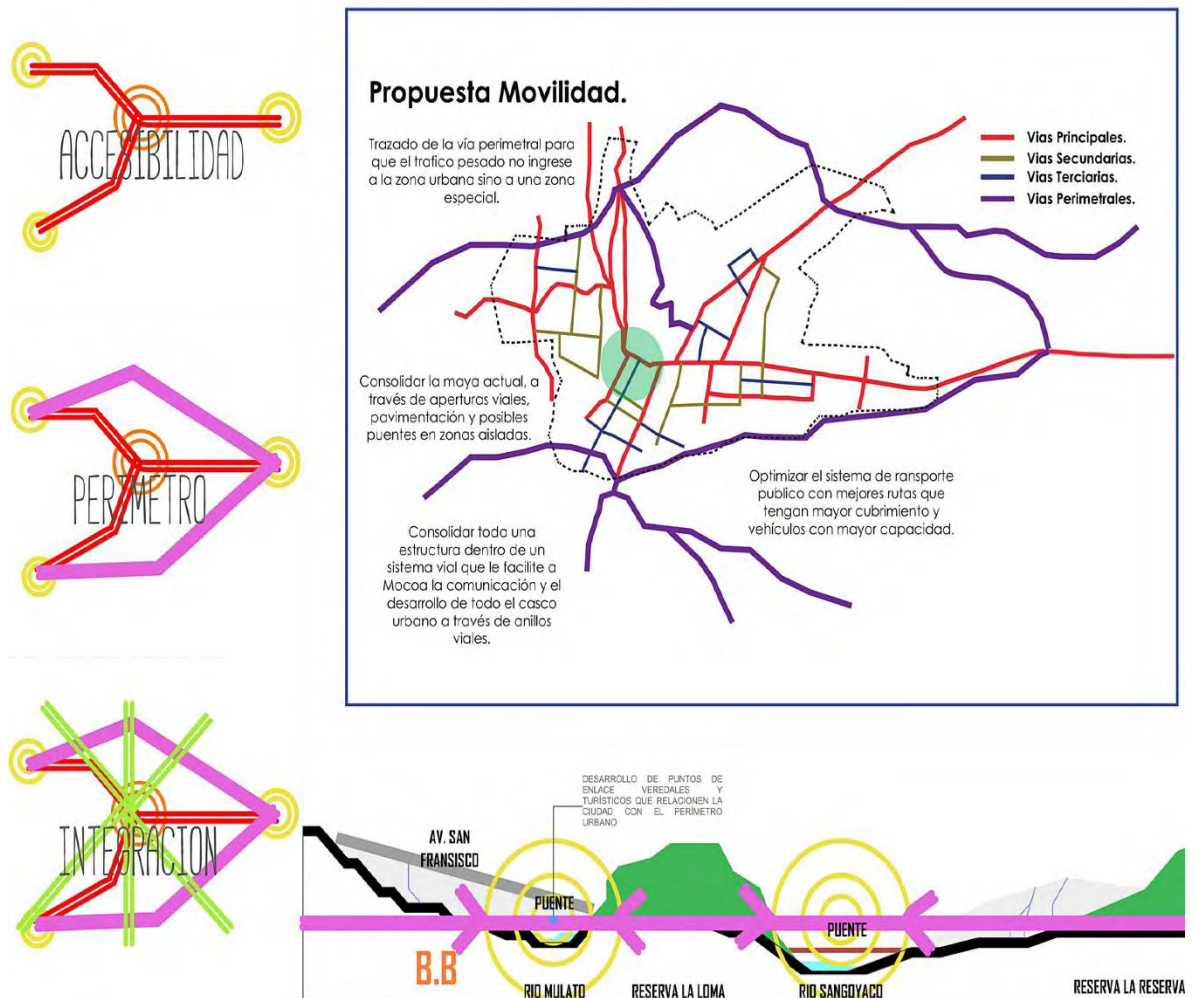 ACCESIBILIDAD
PERIMETRO
INTEGRACION
Propuesta Movilidad.
Trazado de la vía perimetral para
que el trafico pesado no ingrese
a la zona urbana sino a una zona
especial.
Vias Principales.
Vias Secundarias.
Vias Terciarias.
Vias Perimetrales.
Consolidar la maya actual, a
través de aperturas viales,
pavimentación y posibles
puentes en zonas aisladas.
Optimizar el sistema de ransporte
publico con mejores rutas que
tengan mayor cubrimiento y
vehículos con mayor capacidad.
Consolidar toda una
estructura dentro de un
sistema vial que le facilite a
Mocoa la comunicación y el
desarrollo de todo el casco
urbano a través de anillos
viales.
DESARROLLO DE PUNTOS DE
ENLACE VEREDALES Y
TURÍSTICOS QUE RELACIONEN LA
CIUDAD CON EL PERÍMETRO
URBANO
AV. SAN
FRANSISCO
PUENTE
PUENTE
B.B
RIO MULATO
RESERVA LA LOMA
RIO SANGOYACO
RESERVA LA RESERVA